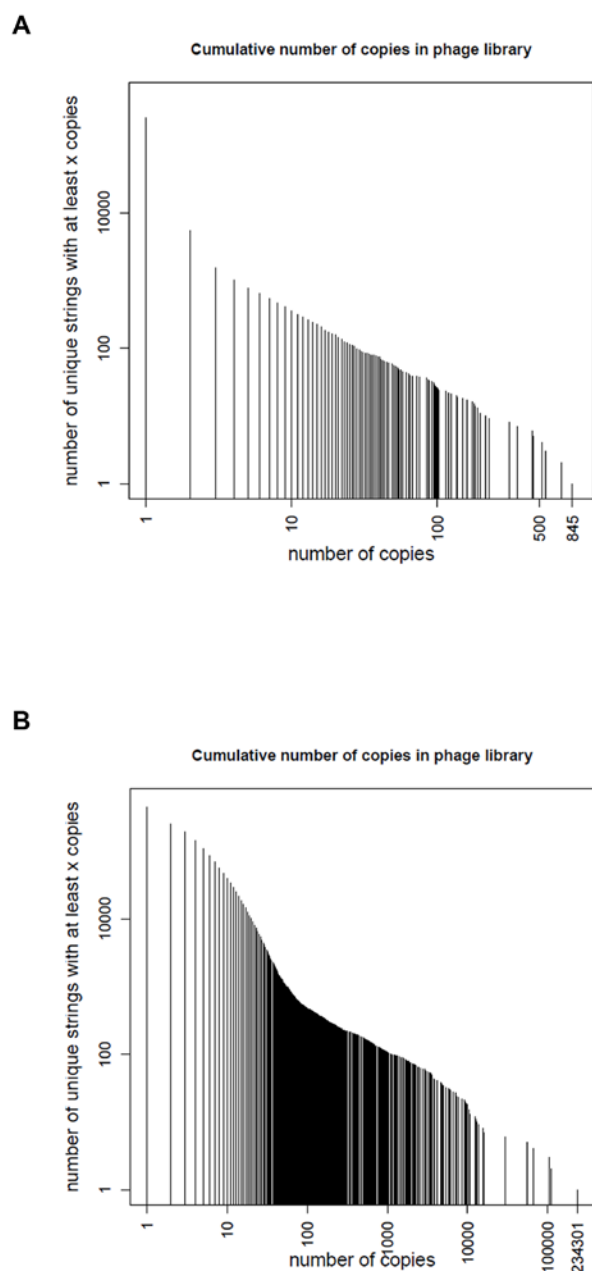 A
Cumulative number of copies in phage library
number of unique strings with at least x copies
10000
100
1
1
10
100
500
845
number of copies
B
Cumulative number of copies in phage library
number of unique strings with at least x copies
10000
100
1
1
10
100
1000
10000
100000
234301
number of copies